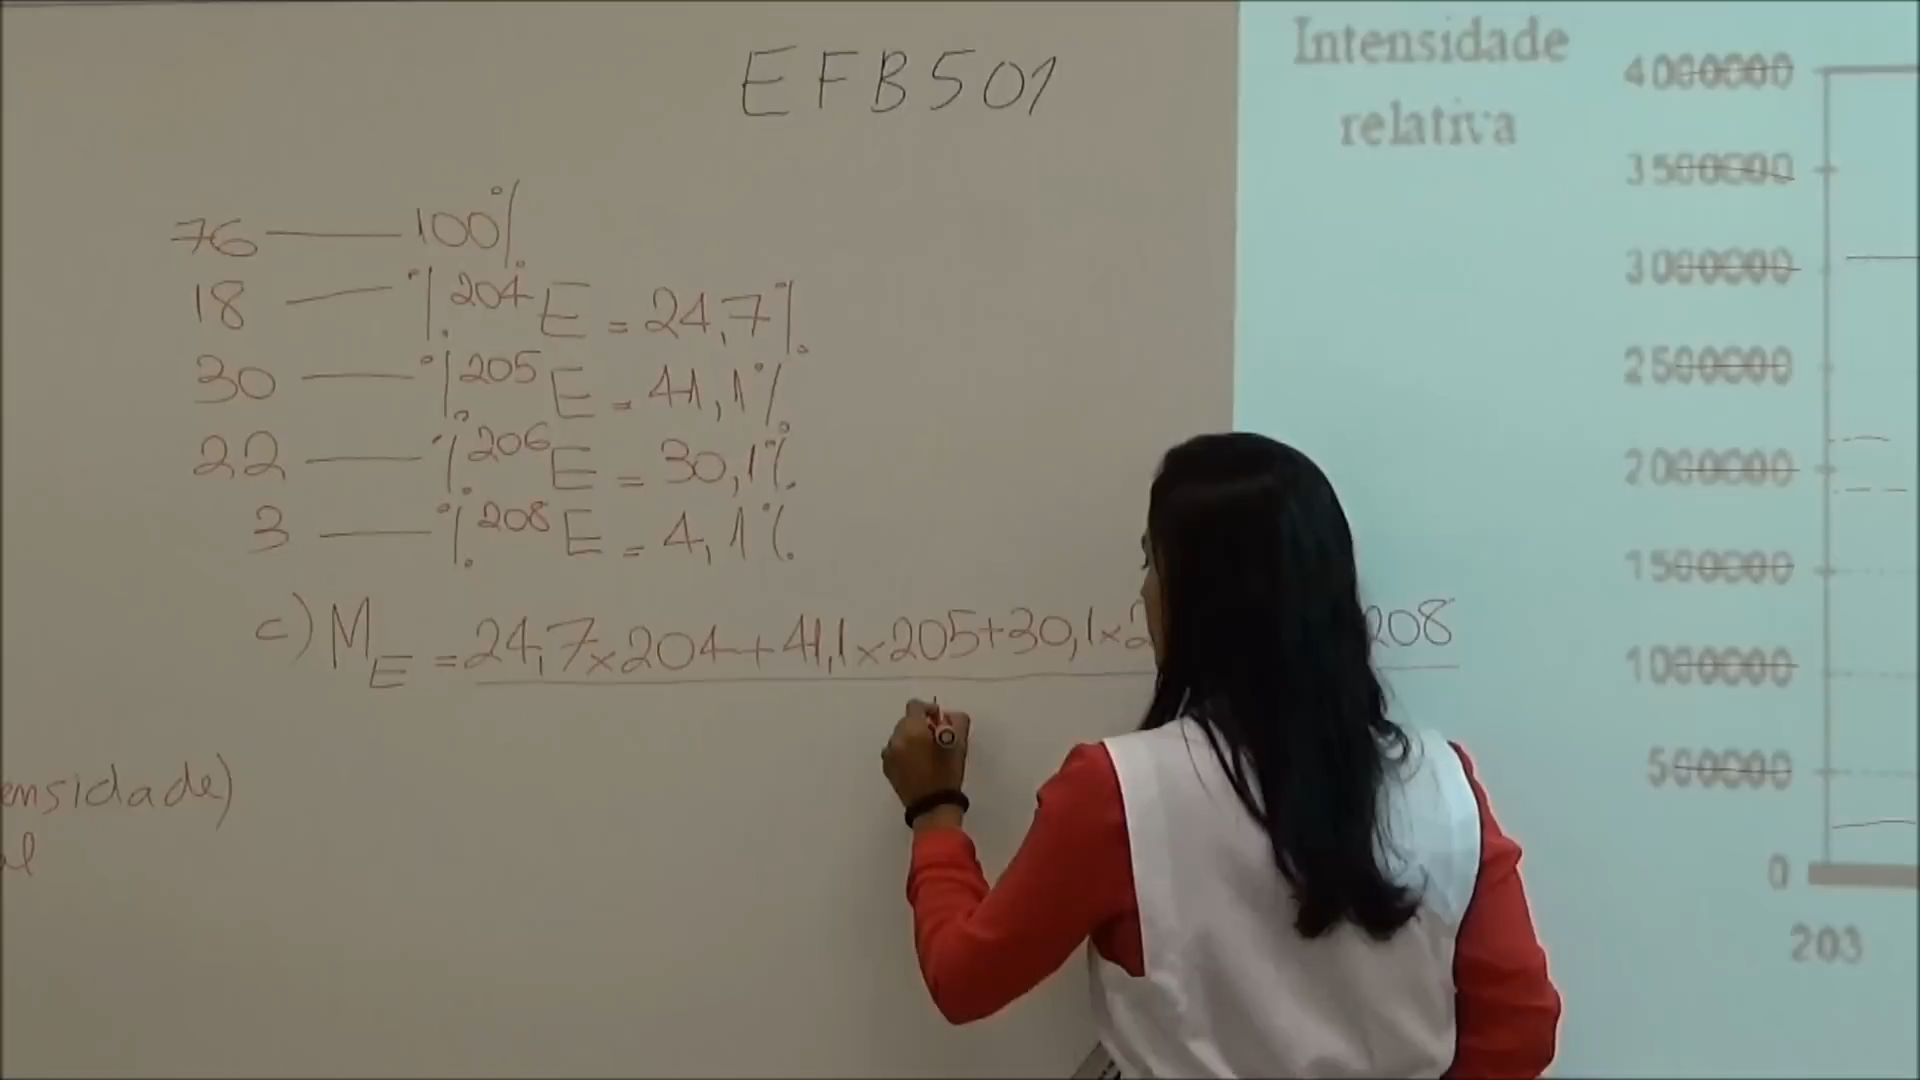 EFB501
76 — 100%
18 — % ²⁰⁴E = 24,7%
30 — % ²⁰⁵E = 41,1%
22 — % ²⁰⁶E = 30,1%
3 — % ²⁰⁸E = 4,1%
c) M_E = 24,7×204+41,1×205+30,1×2 208
ensidade)
Intensidade
relativa
4000000
3500000
3000000
2500000
2000000
1500000
1000000
500000
0
203